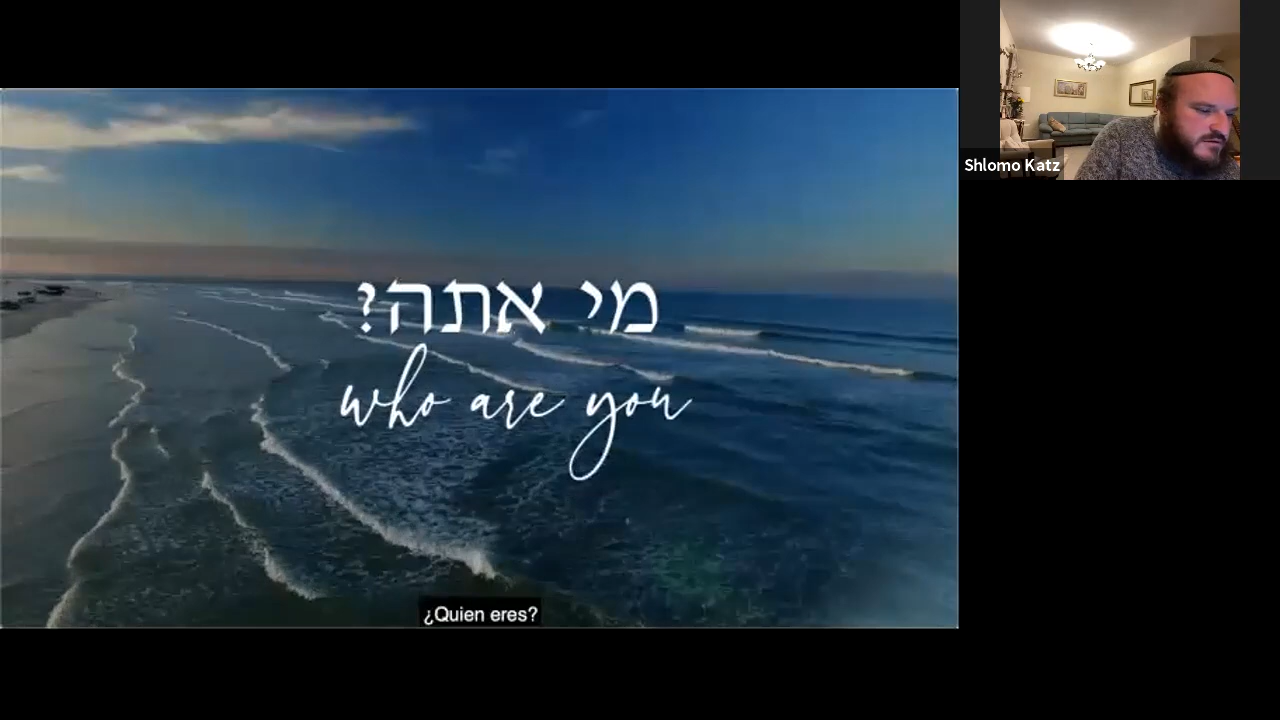 מי אתה?
who are you
¿Quien eres?
Shlomo Katz